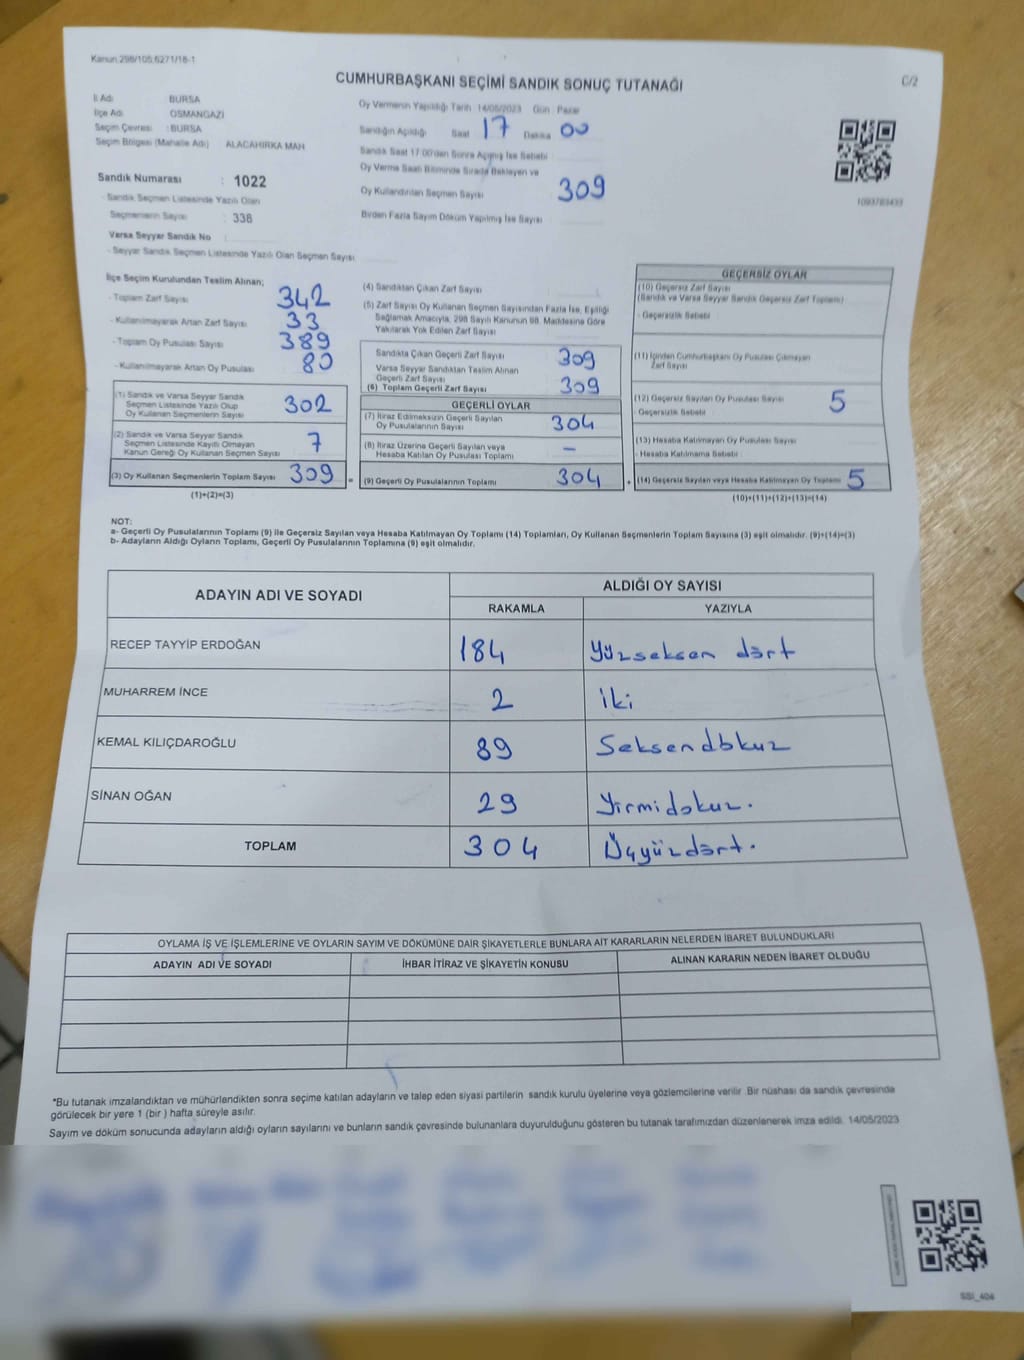 Kanun 298/105,6271/18-1
CUMHURBAŞKANI SEÇİMİ SANDIK SONUÇ TUTANAĞI
C/2
İl Adı BURSA
İlçe Adı OSMANGAZİ
Seçim Çevresi : BURSA
Seçim Bölgesi (Mahalle Adı) ALACAHIRKA MAH
Oy Vermenin Yapıldığı Tarih 14/05/2023 Gün Pazar
Sandığın Açıldığı Saat 17 Dakika 00
Sandık Saat 17:00'den Sonra Açılmış İse Sebebi
Oy Verme Saati Bitiminde Sırada Bekleyen ve
Oy Kullandırılan Seçmen Sayısı 309
Birden Fazla Sayım Döküm Yapılmış İse Sayısı
Sandık Numarası : 1022
- Sandık Seçmen Listesinde Yazılı Olan
Seçmenlerin Sayısı : 338
Varsa Seyyar Sandık No
- Seyyar Sandık Seçmen Listesinde Yazılı Olan Seçmen Sayısı
1093783433
İlçe Seçim Kurulundan Teslim Alınan;
- Toplam Zarf Sayısı 342
- Kullanılmayarak Artan Zarf Sayısı 33
- Toplam Oy Pusulası Sayısı 389
- Kullanılmayarak Artan Oy Pusulası 80
(1) Sandık ve Varsa Seyyar Sandık
Seçmen Listesinde Yazılı Olup
Oy Kullanan Seçmenlerin Sayısı 302
(2) Sandık ve Varsa Seyyar Sandık
Seçmen Listesinde Kayıtlı Olmayan
Kanun Gereği Oy Kullanan Seçmen Sayısı 7
(3) Oy Kullanan Seçmenlerin Toplam Sayısı 309
(1)+(2)=(3)
(4) Sandıktan Çıkan Zarf Sayısı
(5) Zarf Sayısı Oy Kullanan Seçmen Sayısından Fazla İse, Eşitliği
Sağlamak Amacıyla, 298 Sayılı Kanunun 98. Maddesine Göre
Yakılarak Yok Edilen Zarf Sayısı
Sandıkta Çıkan Geçerli Zarf Sayısı 309
Varsa Seyyar Sandıktan Teslim Alınan
Geçerli Zarf Sayısı
(6) Toplam Geçerli Zarf Sayısı 309
GEÇERLİ OYLAR
(7) İtiraz Edilmeksizin Geçerli Sayılan
Oy Pusulalarının Sayısı 304
(8) İtiraz Üzerine Geçerli Sayılan veya
Hesaba Katılan Oy Pusulası Toplamı –
= (9) Geçerli Oy Pusulalarının Toplamı 304
GEÇERSİZ OYLAR
(10) Geçersiz Zarf Sayısı
(Sandık ve Varsa Seyyar Sandık Geçersiz Zarf Toplamı)
- Geçersizlik Sebebi
(11) İçinden Cumhurbaşkanı Oy Pusulası Çıkmayan
Zarf Sayısı
(12) Geçersiz Sayılan Oy Pusulası Sayısı 5
Geçersizlik Sebebi
(13) Hesaba Katılmayan Oy Pusulası Sayısı
- Hesaba Katılmama Sebebi
+ (14) Geçersiz Sayılan veya Hesaba Katılmayan Oy Toplamı 5
(10)+(11)+(12)+(13)=(14)
NOT:
a- Geçerli Oy Pusulalarının Toplamı (9) ile Geçersiz Sayılan veya Hesaba Katılmayan Oy Toplamı (14) Toplamları, Oy Kullanan Seçmenlerin Toplam Sayısına (3) eşit olmalıdır. (9)+(14)=(3)
b- Adayların Aldığı Oyların Toplamı, Geçerli Oy Pusulalarının Toplamına (9) eşit olmalıdır.
ADAYIN ADI VE SOYADI
ALDIĞI OY SAYISI
RAKAMLA YAZIYLA
RECEP TAYYİP ERDOĞAN 184 Yüzseksen dört
MUHARREM İNCE 2 iki
KEMAL KILIÇDAROĞLU 89 Seksendokuz
SİNAN OĞAN 29 Yirmidokuz.
TOPLAM 304 Üçyüzdört.
OYLAMA İŞ VE İŞLEMLERİNE VE OYLARIN SAYIM VE DÖKÜMÜNE DAİR ŞİKAYETLERLE BUNLARA AİT KARARLARIN NELERDEN İBARET BULUNDUKLARI
ADAYIN ADI VE SOYADI İHBAR İTİRAZ VE ŞİKAYETİN KONUSU ALINAN KARARIN NEDEN İBARET OLDUĞU
*Bu tutanak imzalandıktan ve mühürlendikten sonra seçime katılan adayların ve talep eden siyasi partilerin sandık kurulu üyelerine veya gözlemcilerine verilir. Bir nüshası da sandık çevresinde
görülecek bir yere 1 (bir ) hafta süreyle asılır.
Sayım ve döküm sonucunda adayların aldığı oyların sayılarını ve bunların sandık çevresinde bulunanlara duyurulduğunu gösteren bu tutanak tarafımızdan düzenlenerek imza edildi. 14/05/2023
SSI_404